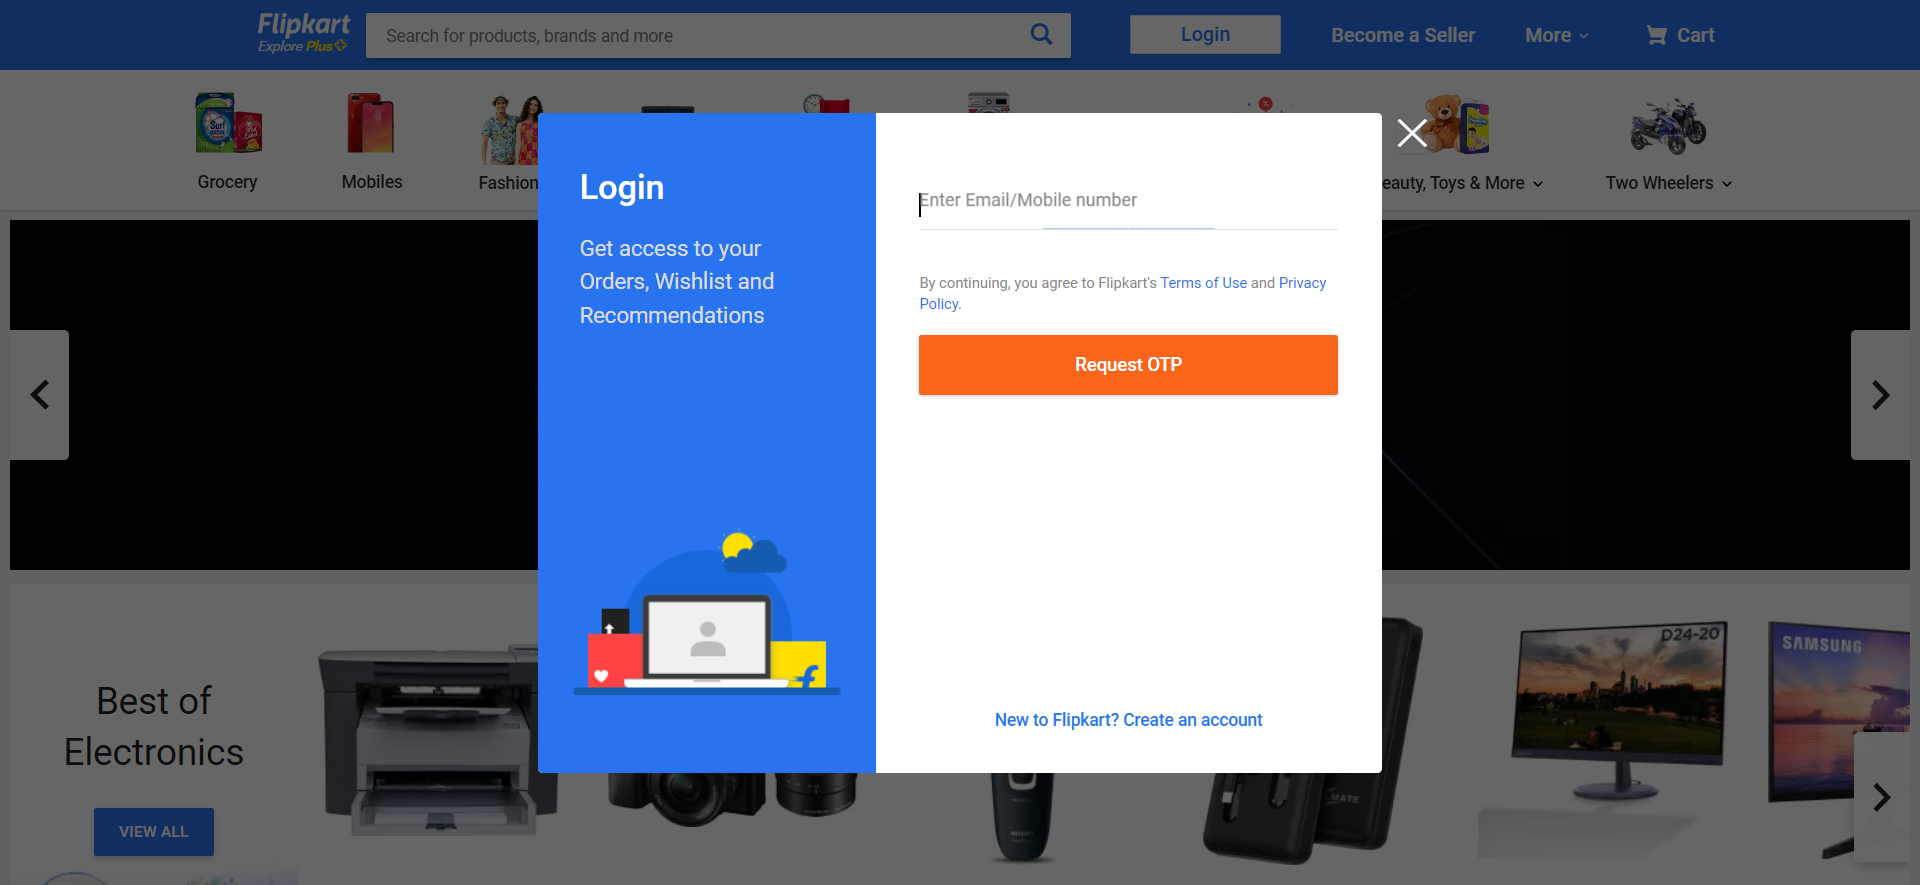 Flipkart
Explore Plus
Search for products, brands and more
Login
Become a Seller
More
Cart
Grocery
Mobiles
Fashion
eauty, Toys & More
Two Wheelers
Login
Get access to your
Orders, Wishlist and
Recommendations
Enter Email/Mobile number
By continuing, you agree to Flipkart's Terms of Use and Privacy
Policy.
Request OTP
New to Flipkart? Create an account
Best of
Electronics
VIEW ALL
D24-20
SAMSUNG
PHILIPS
MATE
Surf